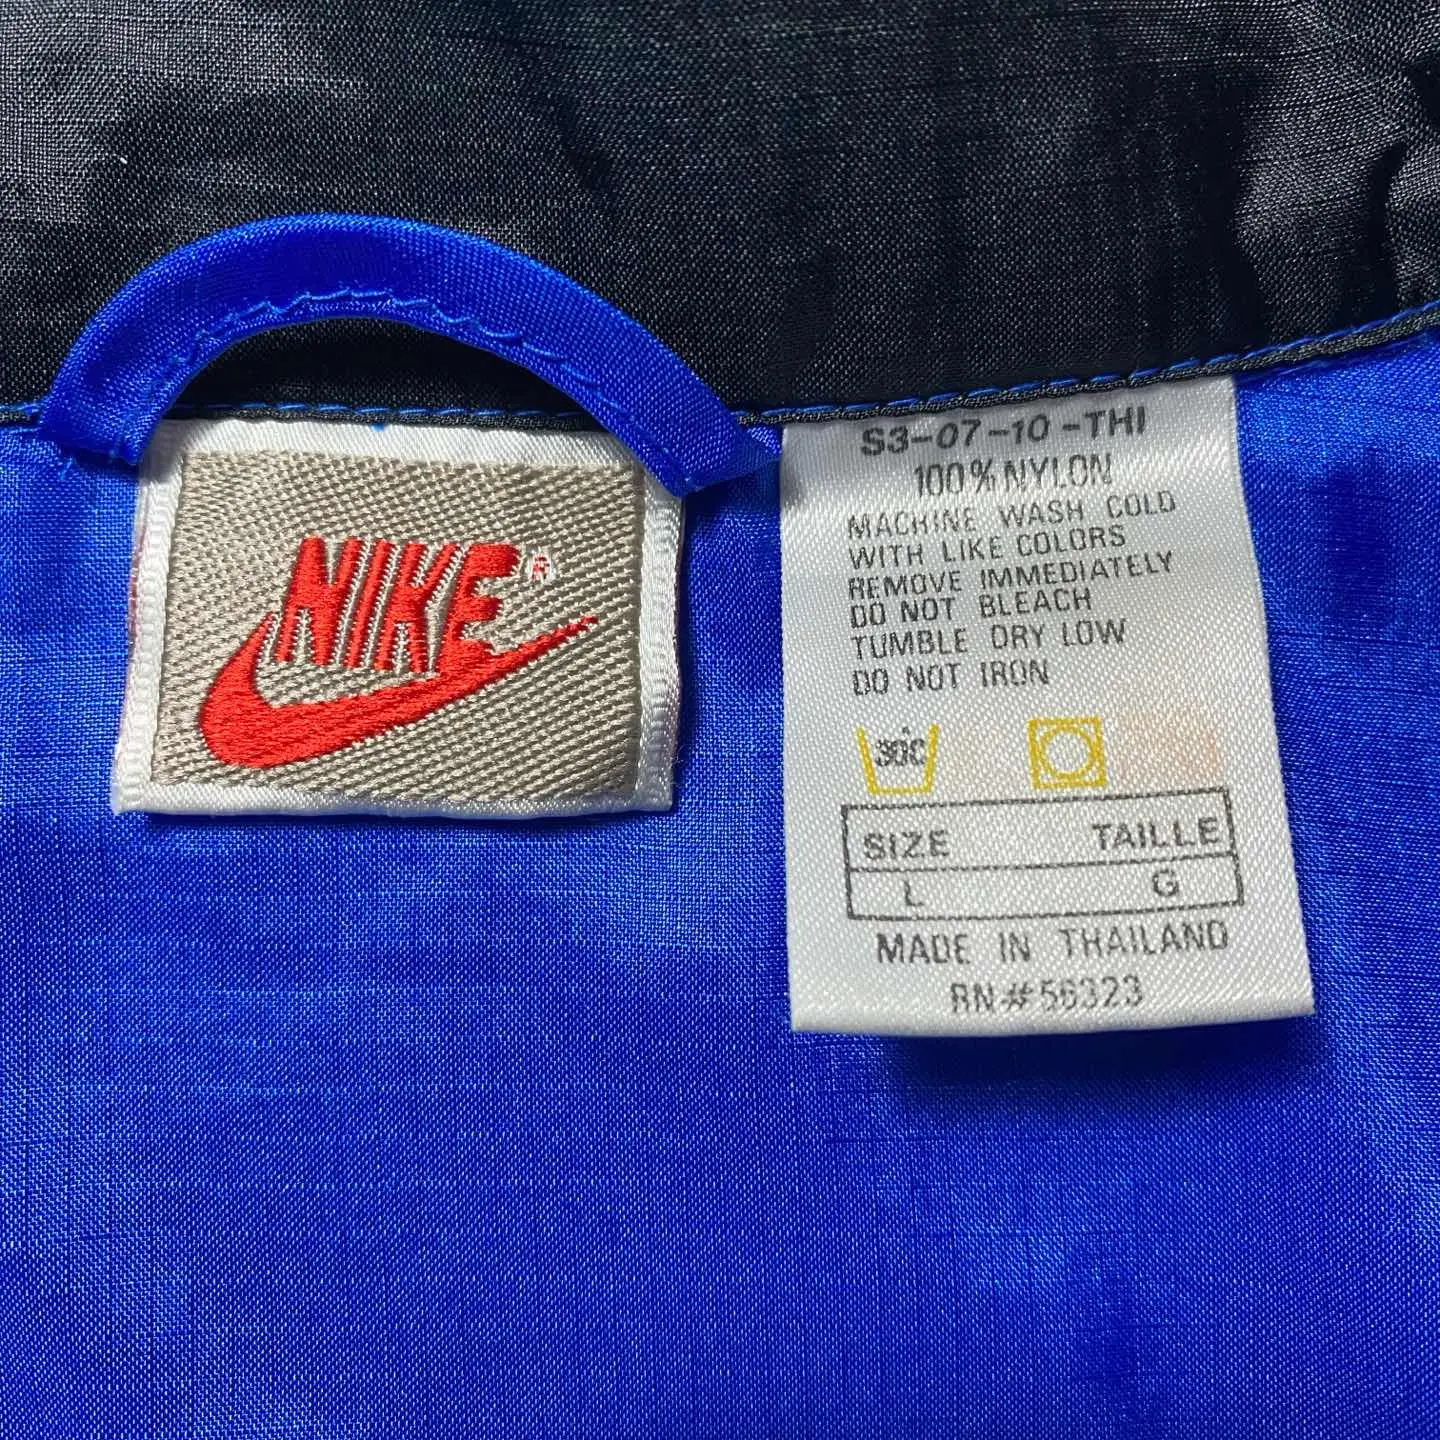 NIKE®
S3-07-10-THI
100% NYLON
MACHINE WASH COLD
WITH LIKE COLORS
REMOVE IMMEDIATELY
DO NOT BLEACH
TUMBLE DRY LOW
DO NOT IRON
30°C
SIZE TAILLE
L G
MADE IN THAILAND
RN#56323